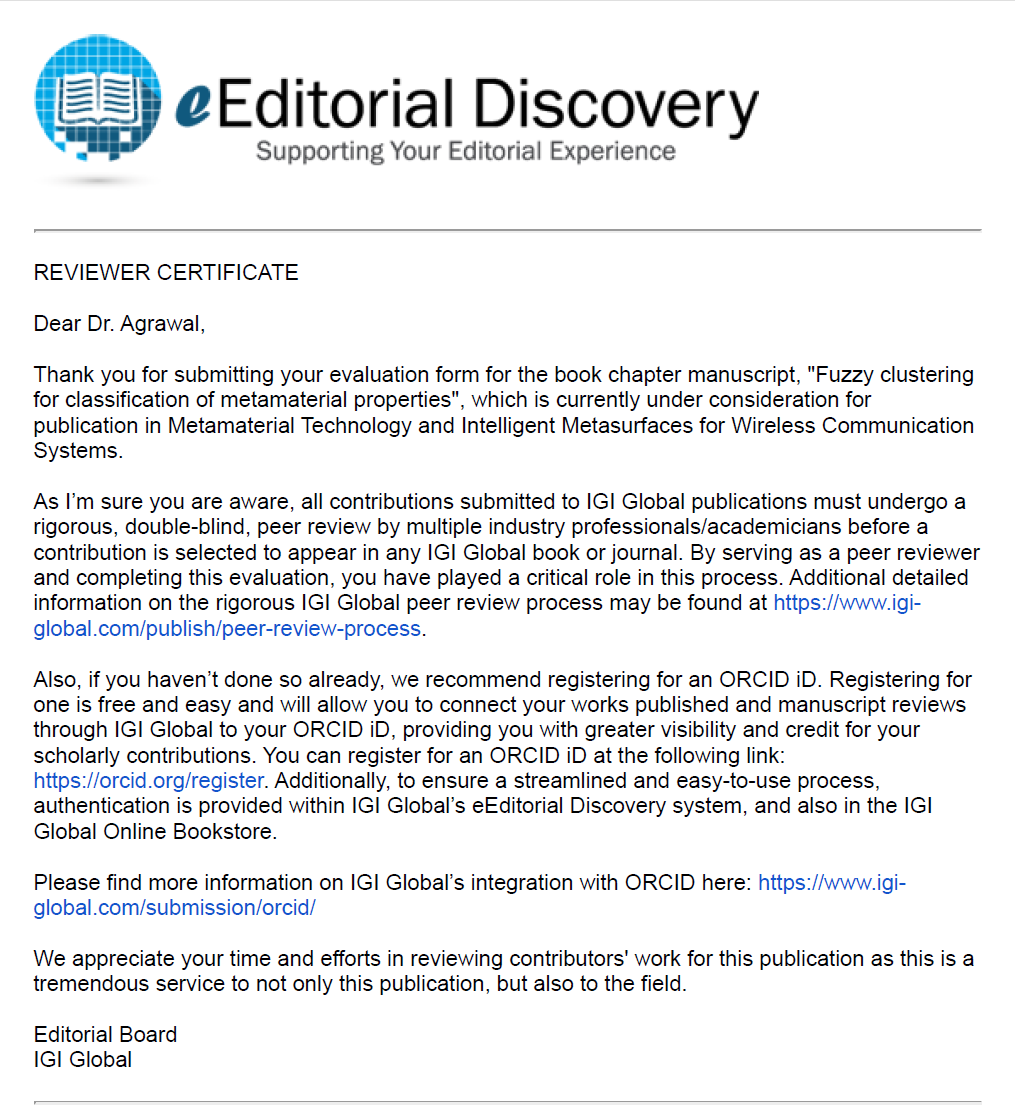 eEditorial Discovery
Supporting Your Editorial Experience
REVIEWER CERTIFICATE
Dear Dr. Agrawal,
Thank you for submitting your evaluation form for the book chapter manuscript, "Fuzzy clustering
for classification of metamaterial properties", which is currently under consideration for
publication in Metamaterial Technology and Intelligent Metasurfaces for Wireless Communication
Systems.
As I’m sure you are aware, all contributions submitted to IGI Global publications must undergo a
rigorous, double-blind, peer review by multiple industry professionals/academicians before a
contribution is selected to appear in any IGI Global book or journal. By serving as a peer reviewer
and completing this evaluation, you have played a critical role in this process. Additional detailed
information on the rigorous IGI Global peer review process may be found at https://www.igi-
global.com/publish/peer-review-process.
Also, if you haven’t done so already, we recommend registering for an ORCID iD. Registering for
one is free and easy and will allow you to connect your works published and manuscript reviews
through IGI Global to your ORCID iD, providing you with greater visibility and credit for your
scholarly contributions. You can register for an ORCID iD at the following link:
https://orcid.org/register. Additionally, to ensure a streamlined and easy-to-use process,
authentication is provided within IGI Global’s eEditorial Discovery system, and also in the IGI
Global Online Bookstore.
Please find more information on IGI Global’s integration with ORCID here: https://www.igi-
global.com/submission/orcid/
We appreciate your time and efforts in reviewing contributors' work for this publication as this is a
tremendous service to not only this publication, but also to the field.
Editorial Board
IGI Global